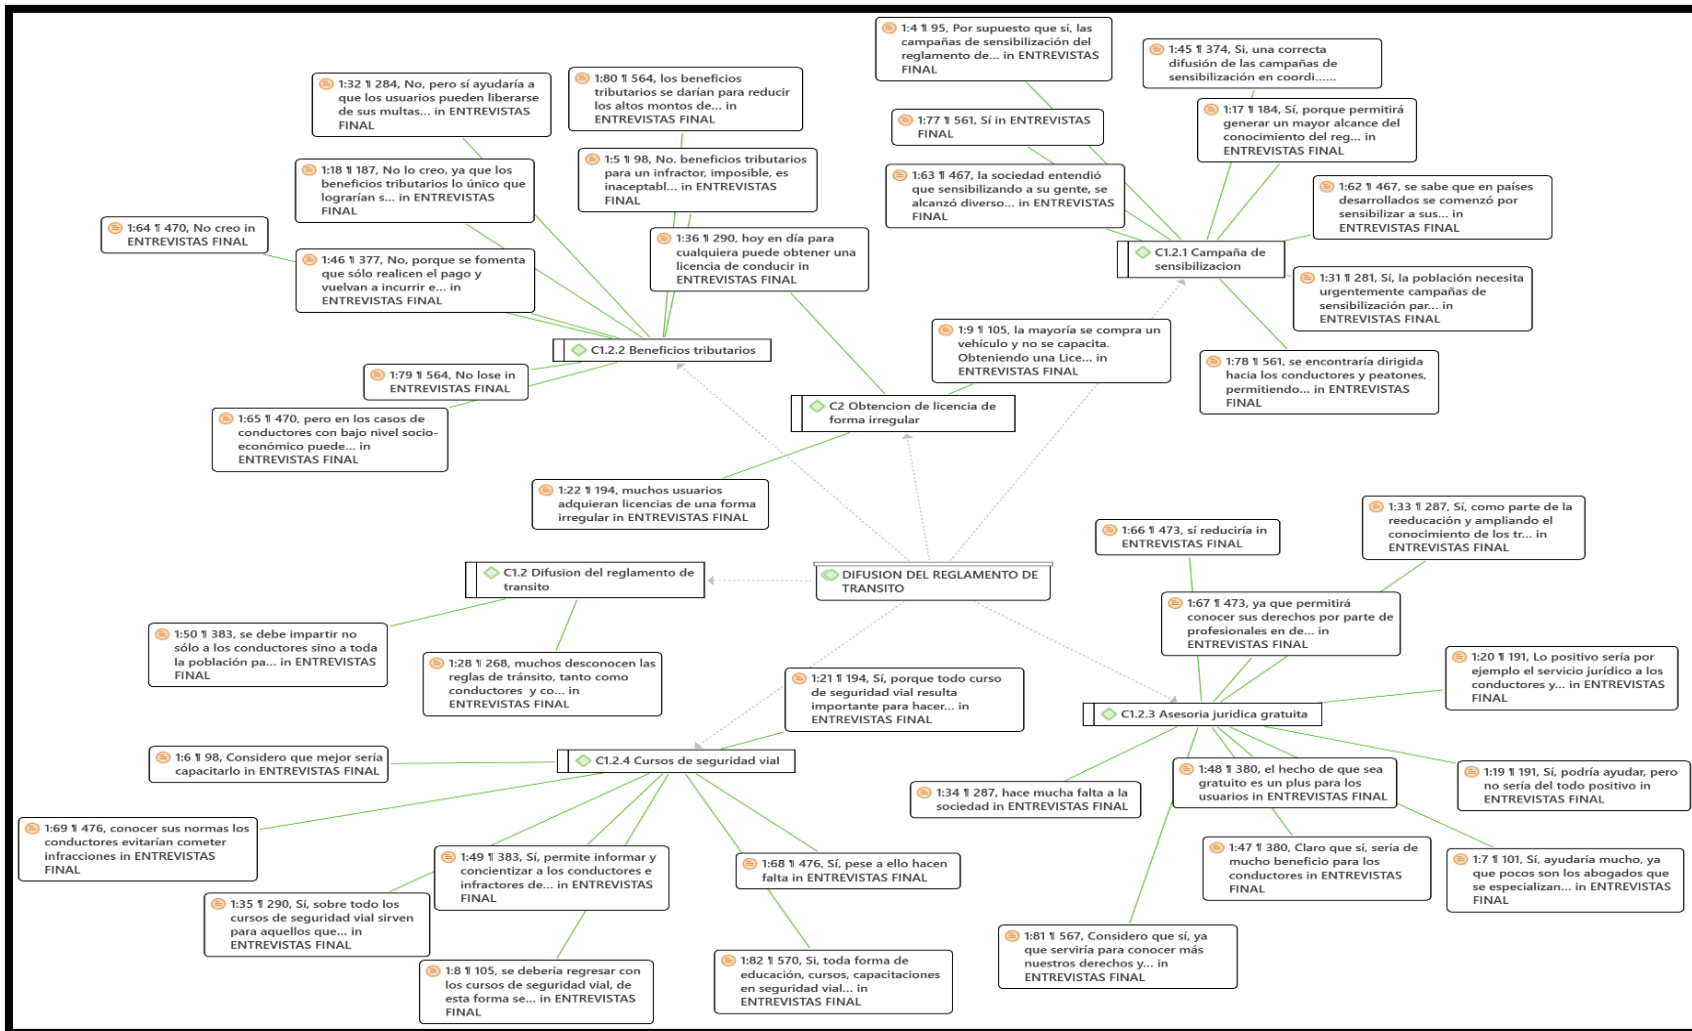 1:4 ¶ 95, Por supuesto que sí, las
campañas de sensibilización del
reglamento de... in ENTREVISTAS
FINAL
1:45 ¶ 374, Si, una correcta
difusión de las campañas de
sensibilización en coordi......
1:32 ¶ 284, No, pero sí ayudaría a
que los usuarios pueden liberarse
de sus multas... in ENTREVISTAS
FINAL
1:80 ¶ 564, los beneficios
tributarios se darían para reducir
los altos montos de... in
ENTREVISTAS FINAL
1:77 ¶ 561, Sí in ENTREVISTAS
FINAL
1:17 ¶ 184, Sí, porque permitirá
generar un mayor alcance del
conocimiento del reg... in
ENTREVISTAS FINAL
1:18 ¶ 187, No lo creo, ya que los
beneficios tributarios lo único que
lograrían s... in ENTREVISTAS
FINAL
1:5 ¶ 98, No. beneficios tributarios
para un infractor, imposible, es
inaceptabl... in ENTREVISTAS
FINAL
1:63 ¶ 467, la sociedad entendió
que sensibilizando a su gente, se
alcanzó diverso... in ENTREVISTAS
FINAL
1:62 ¶ 467, se sabe que en países
desarrollados se comenzó por
sensibilizar a sus... in
ENTREVISTAS FINAL
1:64 ¶ 470, No creo in
ENTREVISTAS FINAL
1:46 ¶ 377, No, porque se fomenta
que sólo realicen el pago y
vuelvan a incurrir e... in
ENTREVISTAS FINAL
1:36 ¶ 290, hoy en día para
cualquiera puede obtener una
licencia de conducir in
ENTREVISTAS FINAL
C1.2.1 Campaña de
sensibilizacion
1:31 ¶ 281, Sí, la población necesita
urgentemente campañas de
sensibilización par... in
ENTREVISTAS FINAL
C1.2.2 Beneficios tributarios
1:9 ¶ 105, la mayoría se compra un
vehículo y no se capacita.
Obteniendo una Lice... in
ENTREVISTAS FINAL
1:78 ¶ 561, se encontraría dirigida
hacia los conductores y peatones,
permitiendo... in ENTREVISTAS
FINAL
1:79 ¶ 564, No lose in
ENTREVISTAS FINAL
C2 Obtencion de licencia de
forma irregular
1:65 ¶ 470, pero en los casos de
conductores con bajo nivel socio-
económico puede... in
ENTREVISTAS FINAL
1:22 ¶ 194, muchos usuarios
adquieran licencias de una forma
irregular in ENTREVISTAS FINAL
1:66 ¶ 473, sí reduciría in
ENTREVISTAS FINAL
1:33 ¶ 287, Sí, como parte de la
reeducación y ampliando el
conocimiento de los tr... in
ENTREVISTAS FINAL
C1.2 Difusion del reglamento de
transito
DIFUSION DEL REGLAMENTO DE
TRANSITO
1:67 ¶ 473, ya que permitirá
conocer sus derechos por parte de
profesionales en de... in
ENTREVISTAS FINAL
1:50 ¶ 383, se debe impartir no
sólo a los conductores sino a toda
la población pa... in ENTREVISTAS
FINAL
1:28 ¶ 268, muchos desconocen las
reglas de tránsito, tanto como
conductores y co... in
ENTREVISTAS FINAL
1:21 ¶ 194, Sí, porque todo curso
de seguridad vial resulta
importante para hacer... in
ENTREVISTAS FINAL
1:20 ¶ 191, Lo positivo sería por
ejemplo el servicio jurídico a los
conductores y... in ENTREVISTAS
FINAL
C1.2.3 Asesoria juridica gratuita
1:6 ¶ 98, Considero que mejor sería
capacitarlo in ENTREVISTAS FINAL
C1.2.4 Cursos de seguridad vial
1:34 ¶ 287, hace mucha falta a la
sociedad in ENTREVISTAS FINAL
1:48 ¶ 380, el hecho de que sea
gratuito es un plus para los
usuarios in ENTREVISTAS FINAL
1:19 ¶ 191, Sí, podría ayudar, pero
no sería del todo positivo in
ENTREVISTAS FINAL
1:69 ¶ 476, conocer sus normas los
conductores evitarían cometer
infracciones in ENTREVISTAS
FINAL
1:49 ¶ 383, Sí, permite informar y
concientizar a los conductores e
infractores de... in ENTREVISTAS
FINAL
1:68 ¶ 476, Sí, pese a ello hacen
falta in ENTREVISTAS FINAL
1:47 ¶ 380, Claro que sí, sería de
mucho beneficio para los
conductores in ENTREVISTAS
FINAL
1:7 ¶ 101, Sí, ayudaría mucho, ya
que pocos son los abogados que
se especializan... in ENTREVISTAS
FINAL
1:35 ¶ 290, Sí, sobre todo los
cursos de seguridad vial sirven
para aquellos que... in
ENTREVISTAS FINAL
1:8 ¶ 105, se debería regresar con
los cursos de seguridad vial, de
esta forma se... in ENTREVISTAS
FINAL
1:82 ¶ 570, Si, toda forma de
educación, cursos, capacitaciones
en seguridad vial... in
ENTREVISTAS FINAL
1:81 ¶ 567, Considero que sí, ya
que serviría para conocer más
nuestros derechos y... in
ENTREVISTAS FINAL